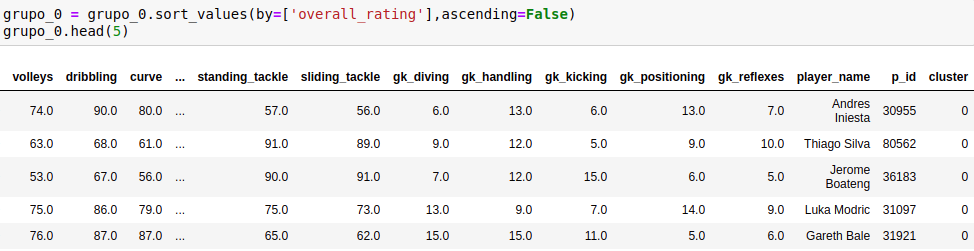 grupo_0 = grupo_0.sort_values(by=['overall_rating'],ascending=False)
grupo_0.head(5)
volleys dribbling curve ... standing_tackle sliding_tackle gk_diving gk_handling gk_kicking gk_positioning gk_reflexes player_name p_id cluster
74.0 90.0 80.0 ... 57.0 56.0 6.0 13.0 6.0 13.0 7.0 Andres Iniesta 30955 0
63.0 68.0 61.0 ... 91.0 89.0 9.0 12.0 5.0 9.0 10.0 Thiago Silva 80562 0
53.0 67.0 56.0 ... 90.0 91.0 7.0 12.0 15.0 6.0 5.0 Jerome Boateng 36183 0
75.0 86.0 79.0 ... 75.0 73.0 13.0 9.0 7.0 14.0 9.0 Luka Modric 31097 0
76.0 87.0 87.0 ... 65.0 62.0 15.0 15.0 11.0 5.0 6.0 Gareth Bale 31921 0